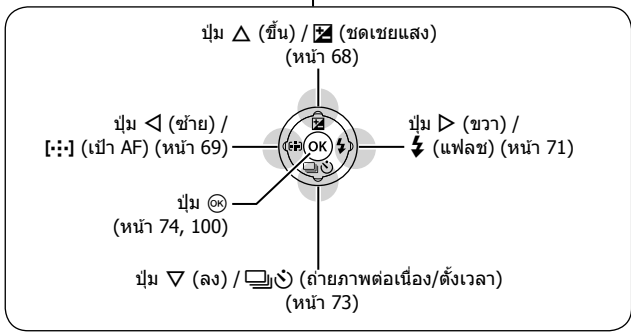 ปุ่ม △ (ขึ้น) / (ชดเชยแสง)
(หน้า 68)
ปุ่ม ◁ (ซ้าย) /
[·:·] (เป้า AF) (หน้า 69)
ปุ่ม ▷ (ขวา) /
⚡ (แฟลช) (หน้า 71)
OK
ปุ่ม OK
(หน้า 74, 100)
ปุ่ม ▽ (ลง) / (ถ่ายภาพต่อเนื่อง/ตั้งเวลา)
(หน้า 73)